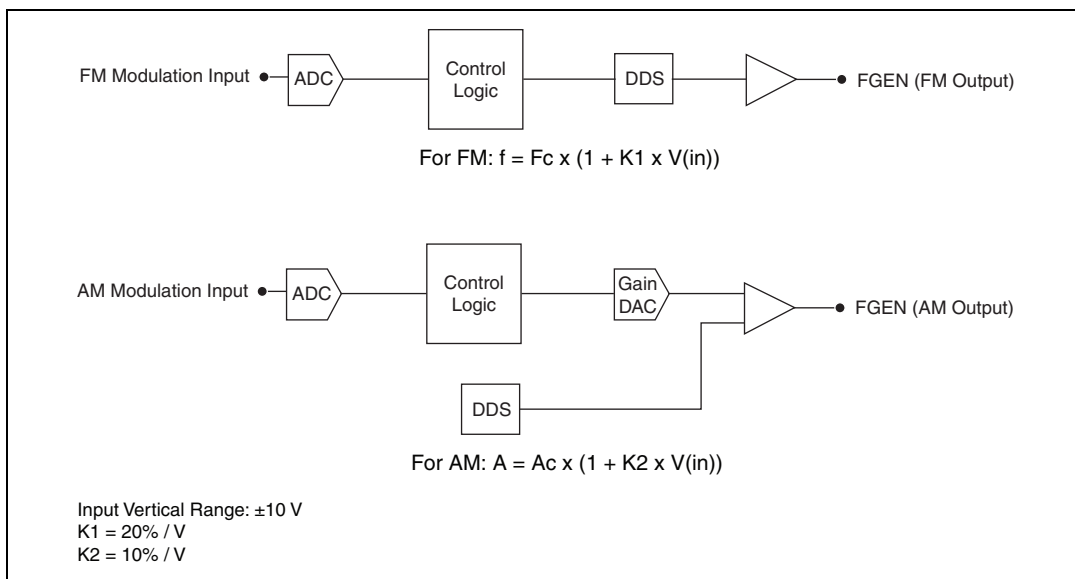 FM Modulation Input
ADC
Control
Logic
DDS
FGEN (FM Output)
For FM: f = Fc x (1 + K1 x V(in))
AM Modulation Input
ADC
Control
Logic
Gain
DAC
FGEN (AM Output)
DDS
For AM: A = Ac x (1 + K2 x V(in))
Input Vertical Range: ±10 V
K1 = 20% / V
K2 = 10% / V